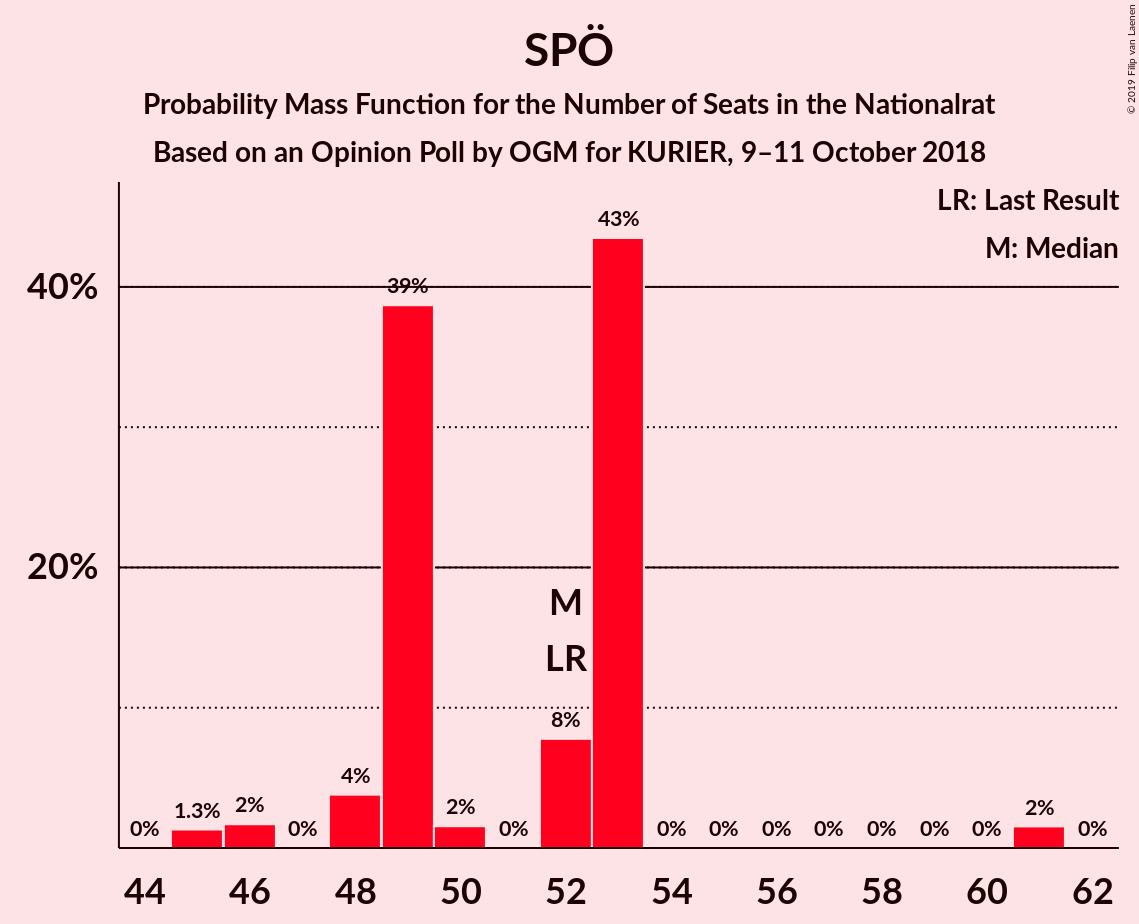 SPÖ
Probability Mass Function for the Number of Seats in the Nationalrat
Based on an Opinion Poll by OGM for KURIER, 9–11 October 2018
© 2019 Filip van Laenen
LR: Last Result
M: Median
43%
40%
39%
20%
M
LR
8%
4%
0% 1.3% 2% 0% 2% 0% 0% 0% 0% 0% 0% 0% 0% 2% 0%
44 46 48 50 52 54 56 58 60 62